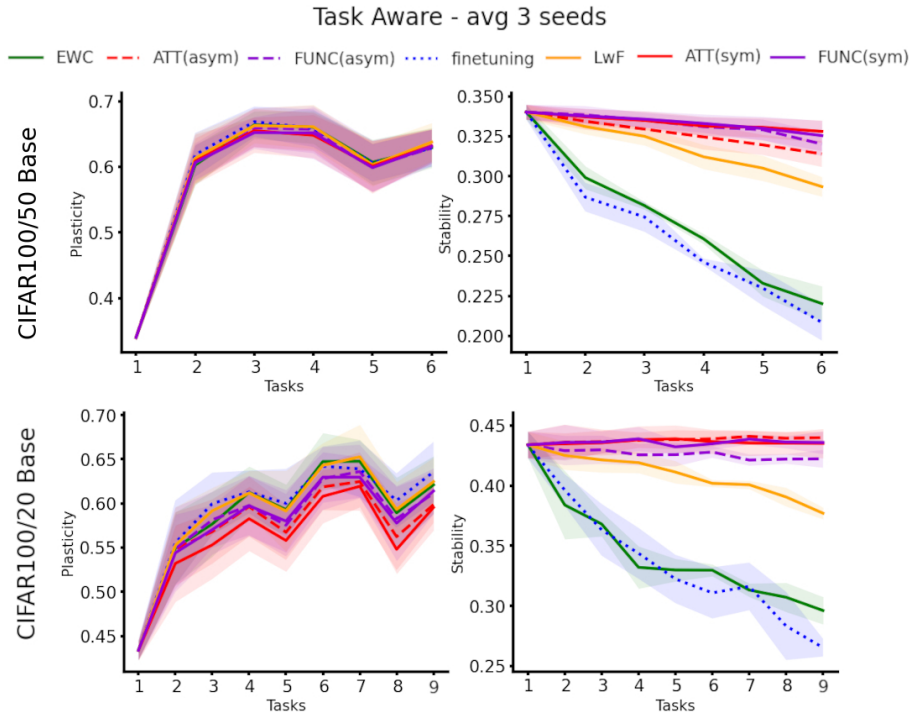 Task Aware - avg 3 seeds
EWC ATT(asym) FUNC(asym) finetuning LwF ATT(sym) FUNC(sym)
CIFAR100/50 Base
Plasticity
0.7
0.6
0.5
0.4
1 2 3 4 5 6
Tasks
Stability
0.350
0.325
0.300
0.275
0.250
0.225
0.200
1 2 3 4 5 6
Tasks
CIFAR100/20 Base
Plasticity
0.70
0.65
0.60
0.55
0.50
0.45
1 2 3 4 5 6 7 8 9
Tasks
Stability
0.45
0.40
0.35
0.30
0.25
1 2 3 4 5 6 7 8 9
Tasks